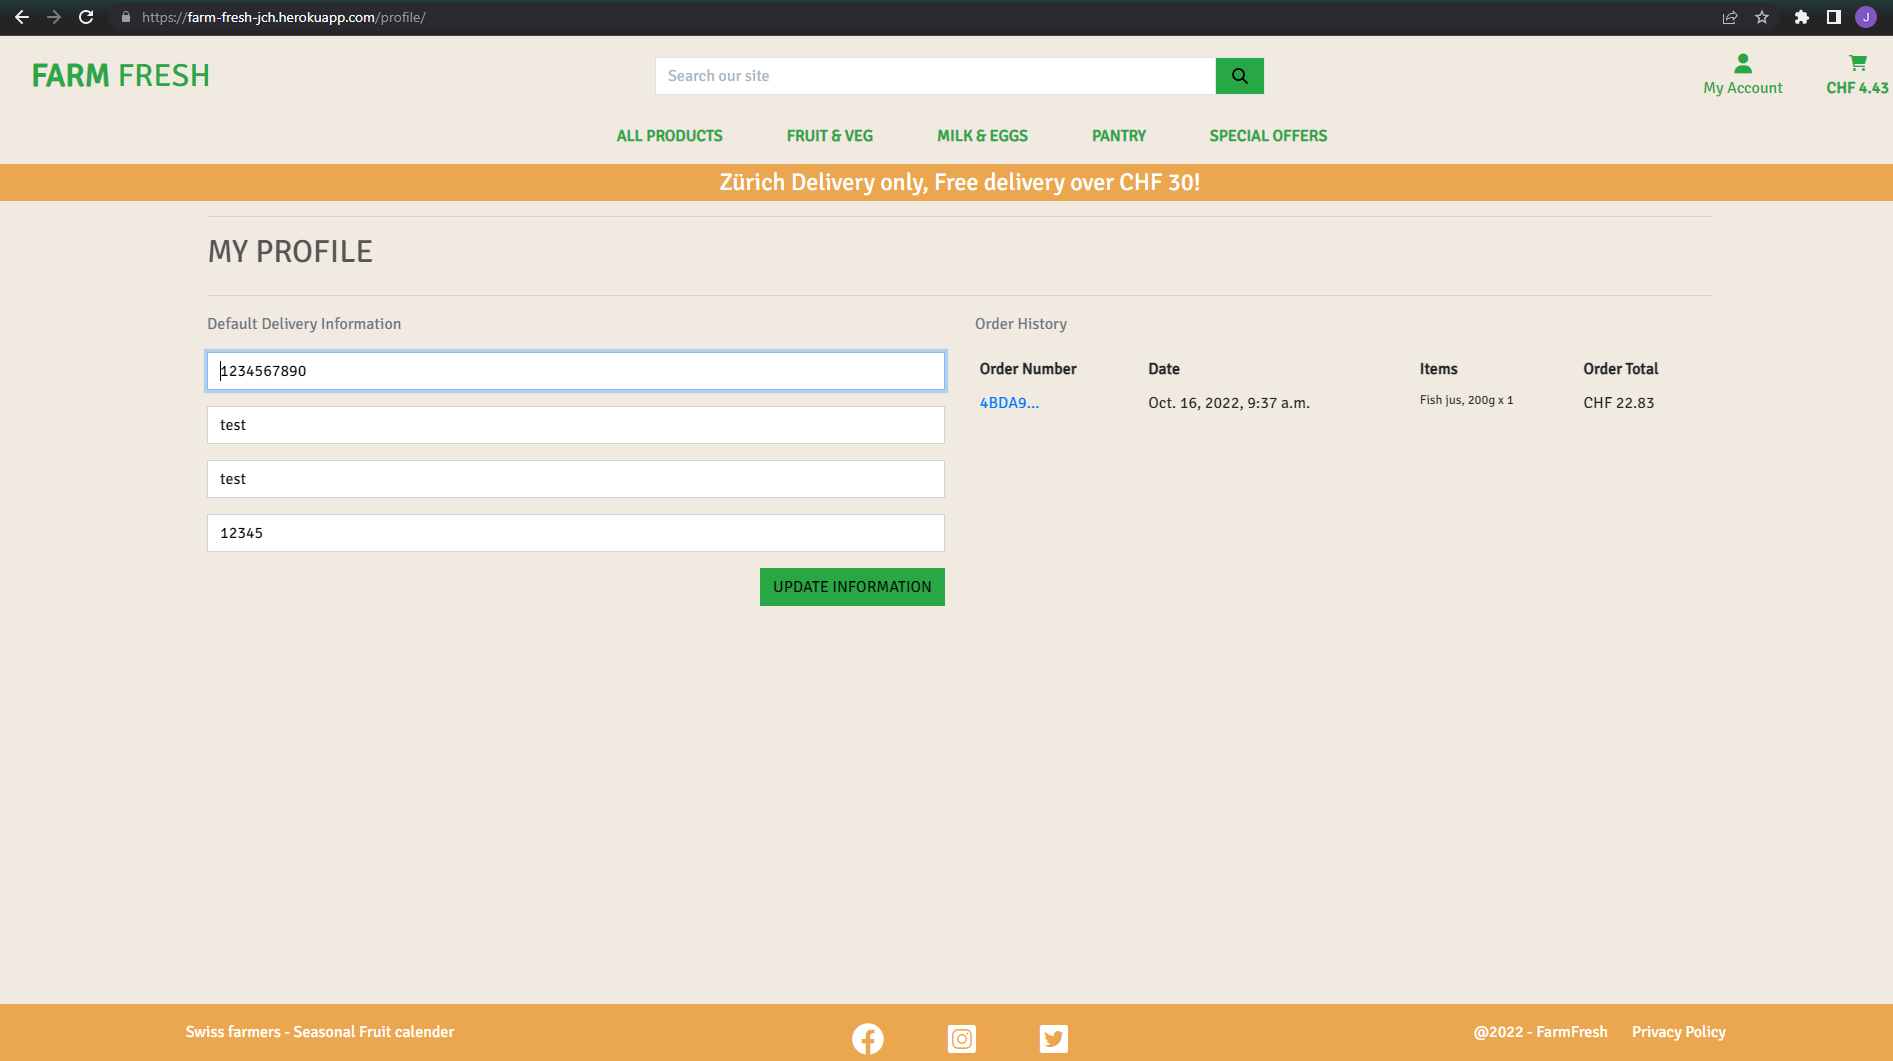 https://farm-fresh-jch.herokuapp.com/profile/
J
FARM FRESH
Search our site
My Account
CHF 4.43
ALL PRODUCTS FRUIT & VEG MILK & EGGS PANTRY SPECIAL OFFERS
Zürich Delivery only, Free delivery over CHF 30!
MY PROFILE
Default Delivery Information
1234567890
test
test
12345
UPDATE INFORMATION
Order History
Order Number Date Items Order Total
4BDA9... Oct. 16, 2022, 9:37 a.m. Fish jus, 200g x 1 CHF 22.83
Swiss farmers - Seasonal Fruit calender
@2022 - FarmFresh Privacy Policy